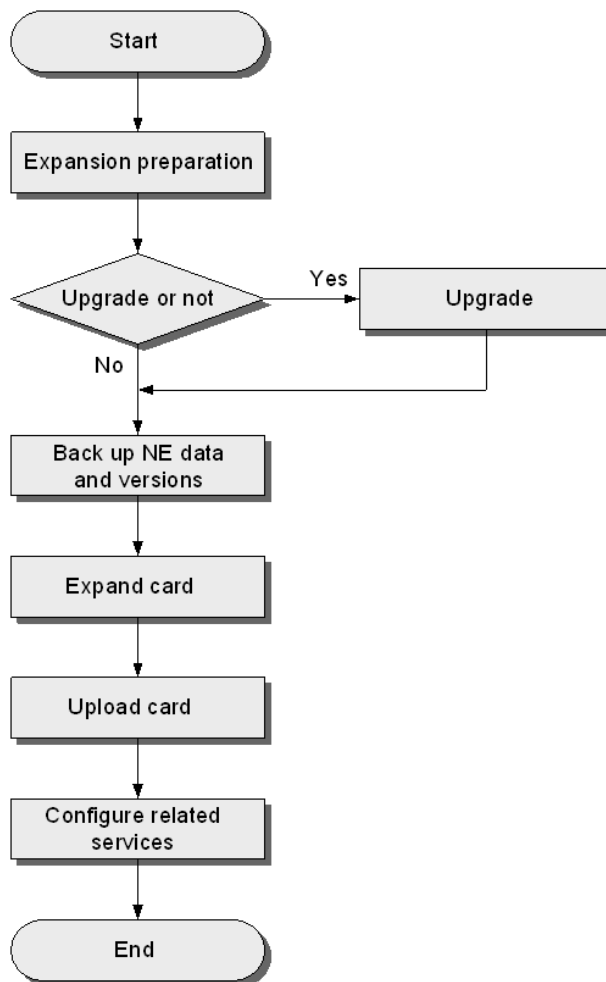 Start
Expansion preparation
Upgrade or not
Yes
Upgrade
No
Back up NE data
and versions
Expand card
Upload card
Configure related
services
End